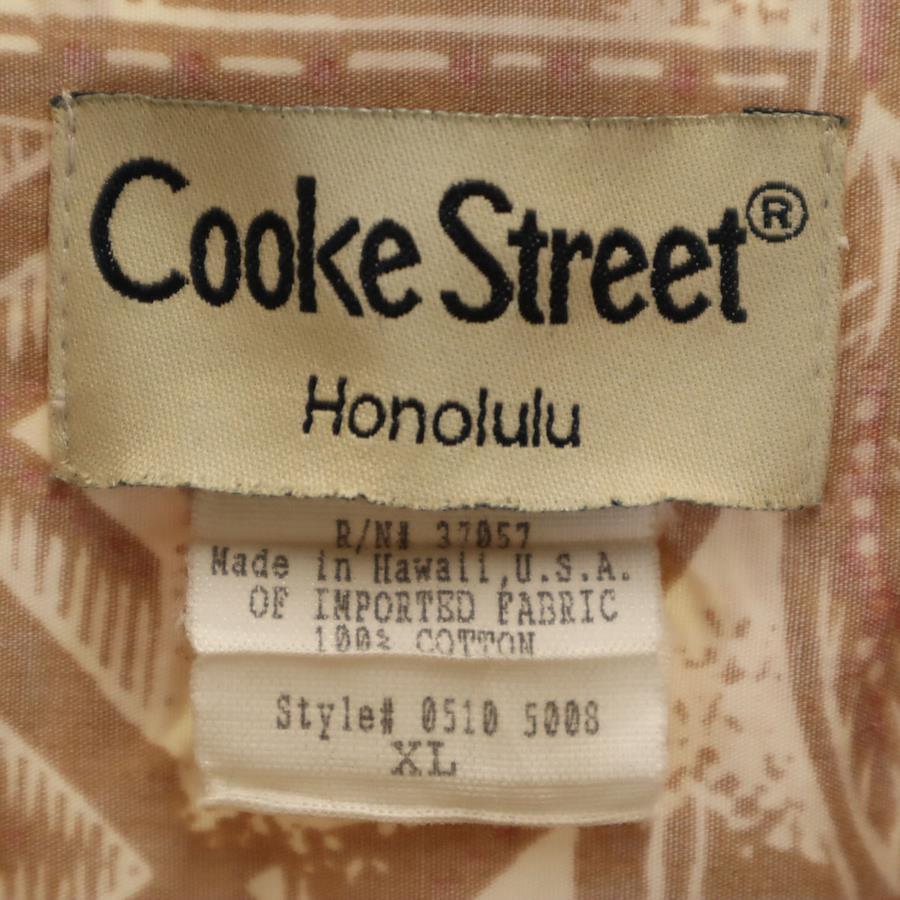 Cooke Street®
Honolulu
R/N# 37057
Made in Hawaii,U.S.A.
OF IMPORTED FABRIC
100% COTTON
Style# 0510 5008
XL